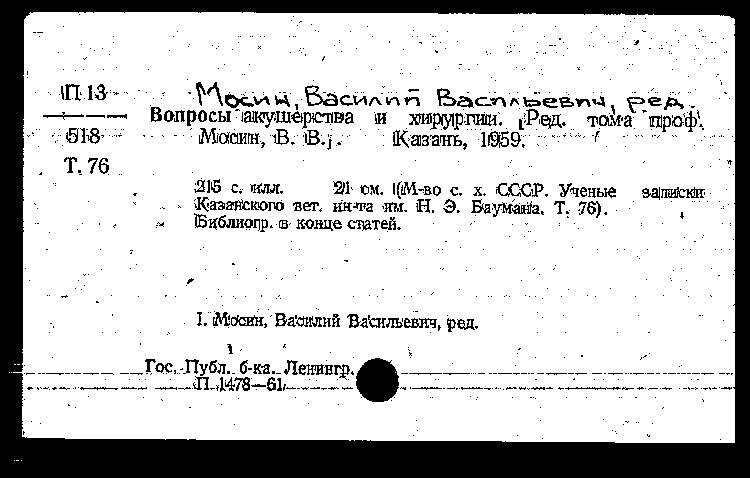 П 13
Мосин, Василий Васильевич, ред.
Вопросы акушерства и хирургии. [Ред. тома проф.
518
Мосин, В. В.]. Казань, 1959.
Т. 76
215 с. илл. 21 см. (М-во с. х. СССР. Ученые записки
Казанского вет. ин-та им. Н. Э. Баумана. Т. 76).
Библиогр. в конце статей.
I. Мосин, Василий Васильевич, ред.
Гос. Публ. б-ка. Ленингр.
П 1478—61